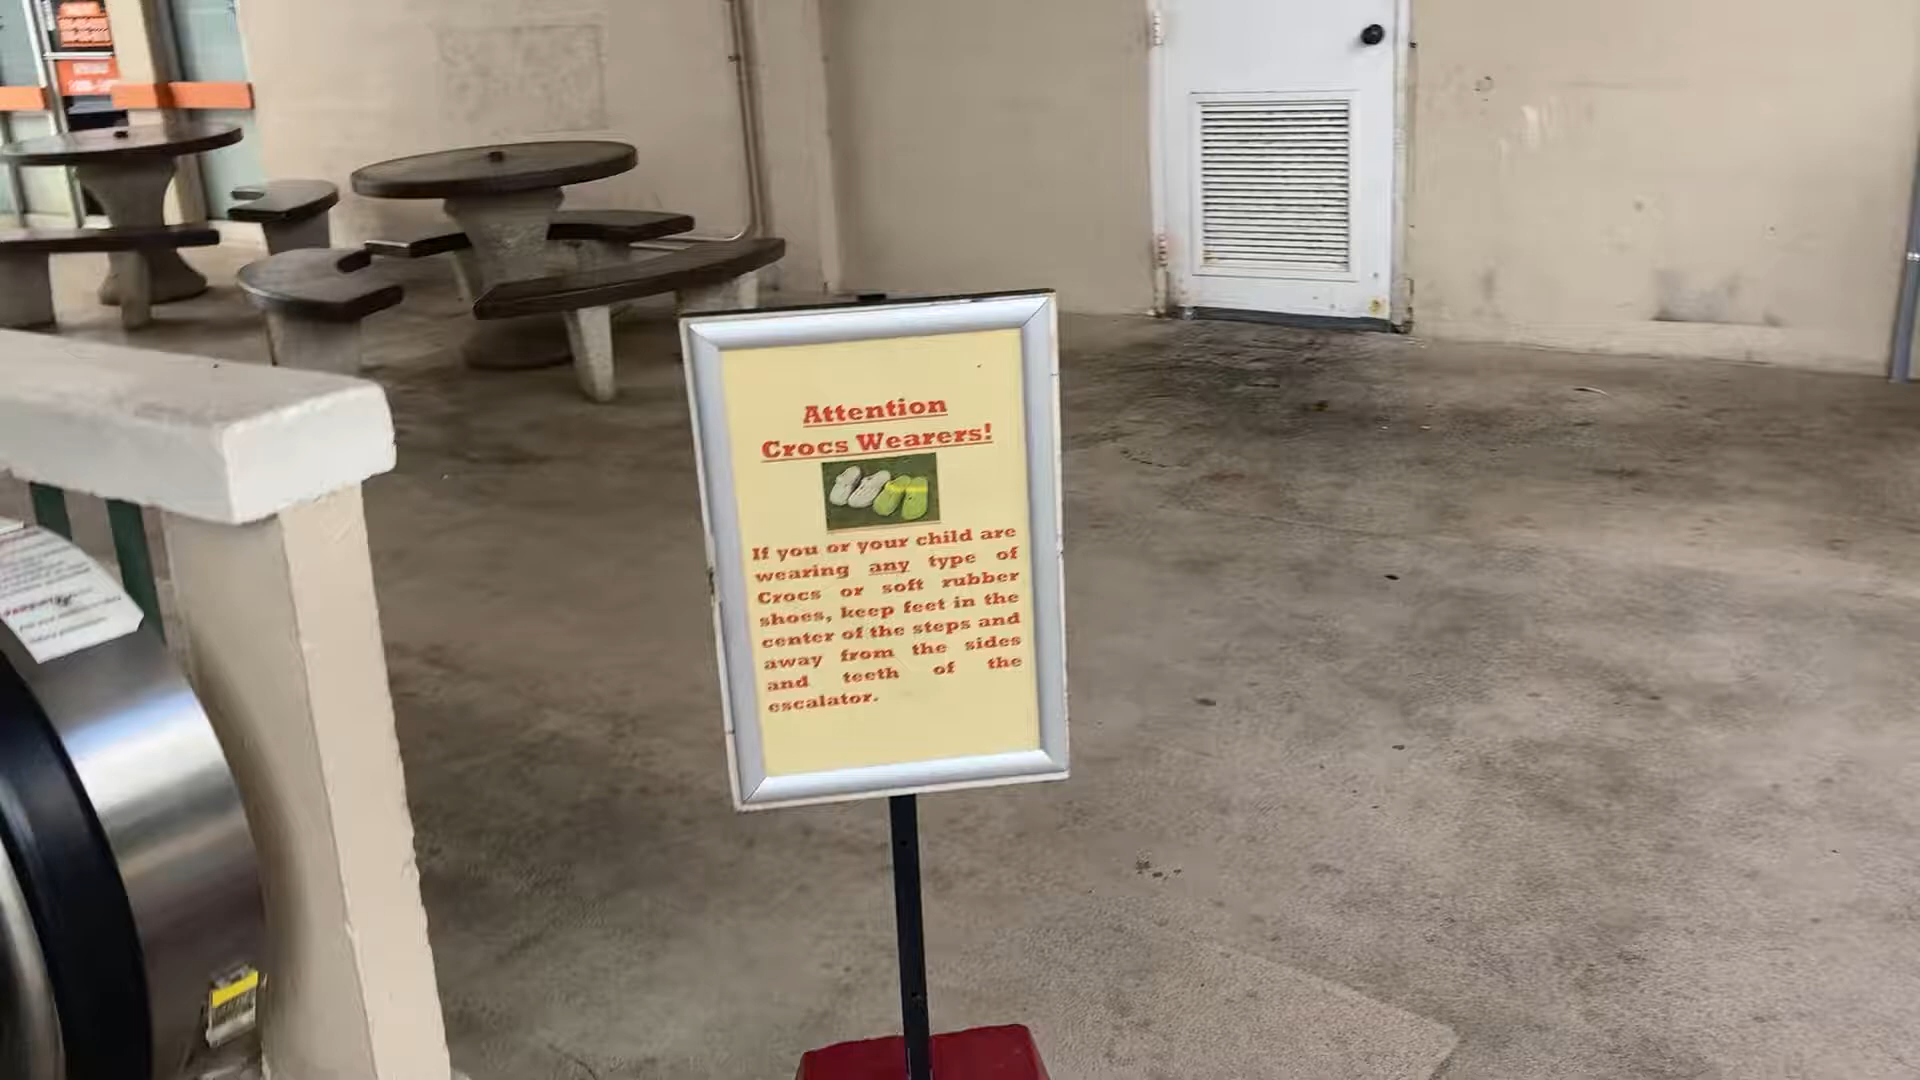 Attention
Crocs Wearers!
If you or your child are
wearing any type of
Crocs or soft rubber
shoes, keep feet in the
center of the steps and
away from the sides
and teeth of the
escalator.